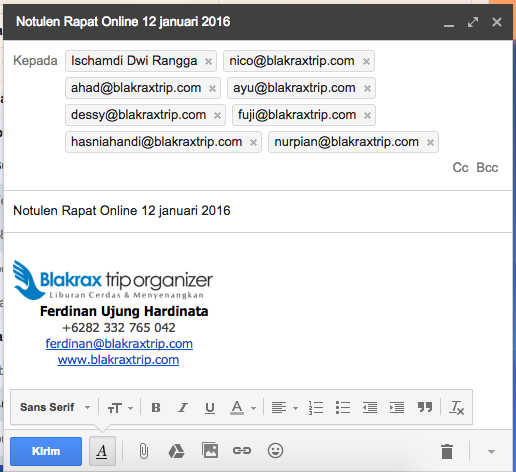 Notulen Rapat Online 12 januari 2016
Kepada Ischamdi Dwi Rangga × nico@blakraxtrip.com ×
ahad@blakraxtrip.com × ayu@blakraxtrip.com ×
dessy@blakraxtrip.com × fuji@blakraxtrip.com ×
hasniahandi@blakraxtrip.com × nurpian@blakraxtrip.com ×
Cc Bcc
Notulen Rapat Online 12 januari 2016
Blakrax trip organizer
Liburan Cerdas & Menyenangkan
Ferdinan Ujung Hardinata
+6282 332 765 042
ferdinan@blakraxtrip.com
www.blakraxtrip.com
Sans Serif B I U A
Kirim A